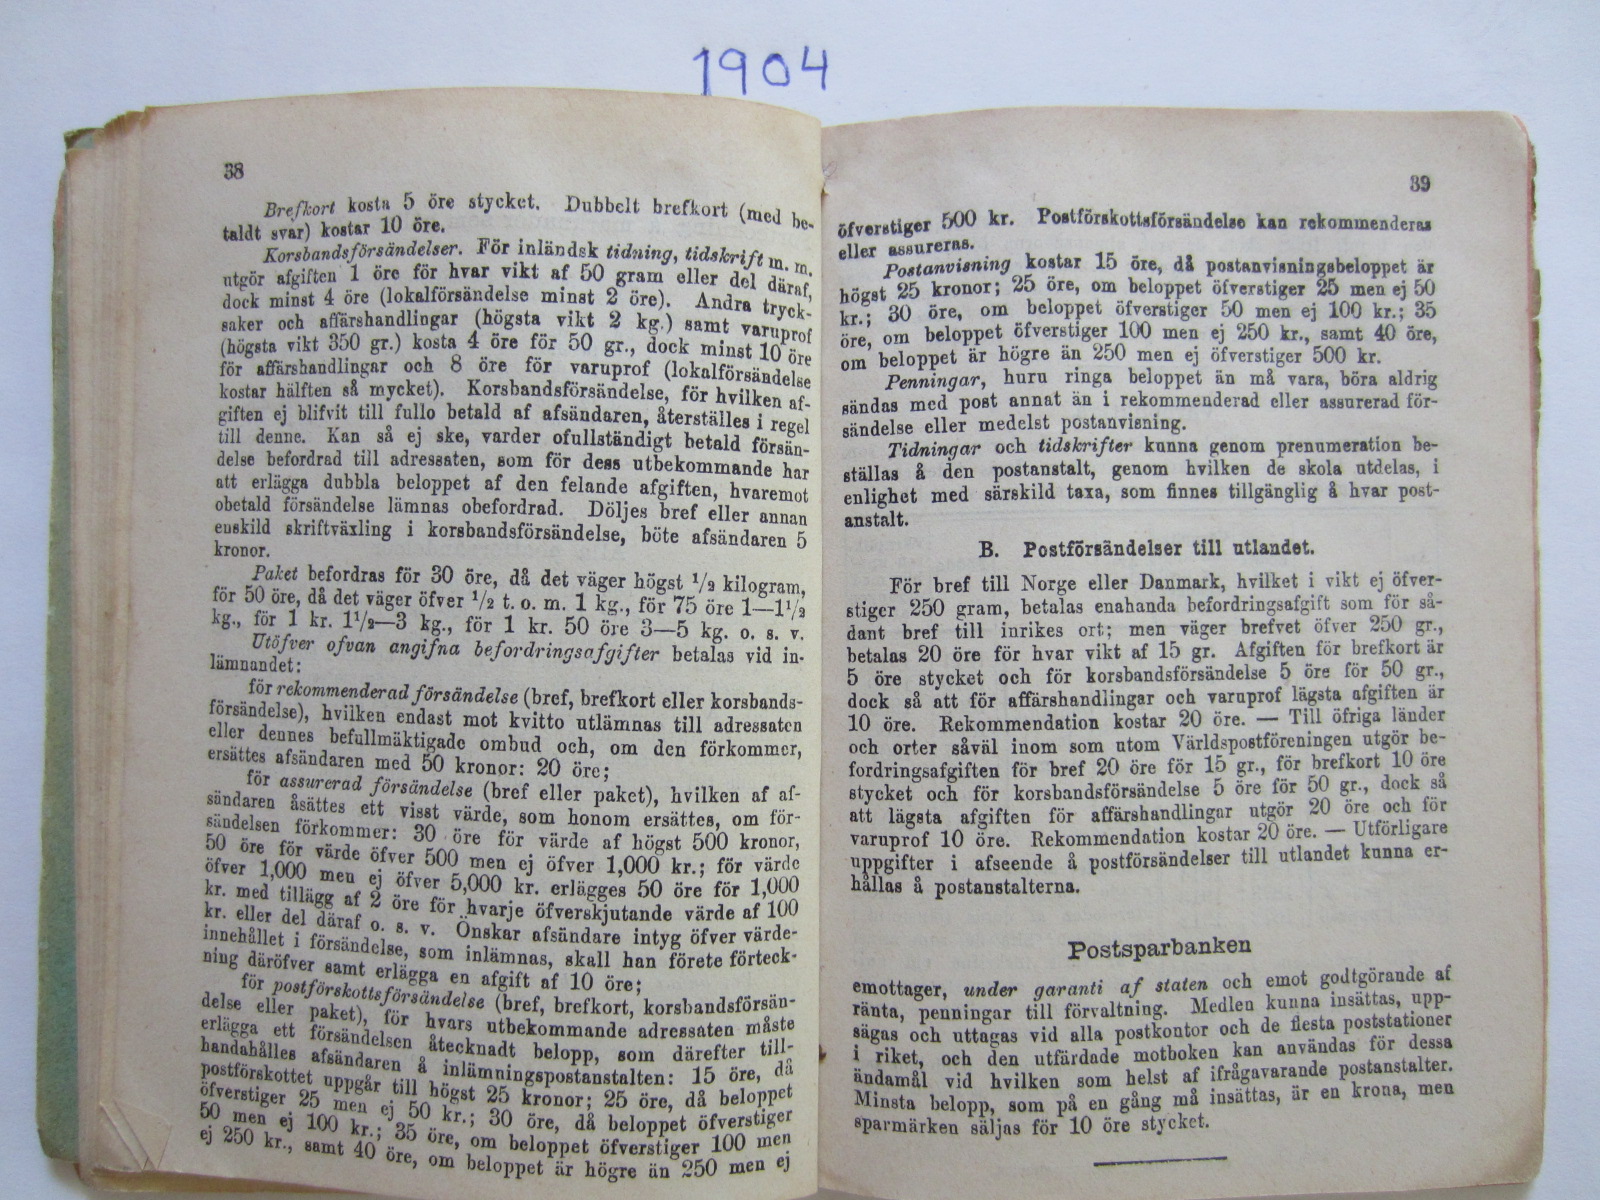 1904
38
Brefkort kosta 5 öre stycket. Dubbelt brefkort (med be-
taldt svar) kostar 10 öre.
Korsbandsförsändelser. För inländsk tidning, tidskrift m. m.
utgör afgiften 1 öre för hvar vikt af 50 gram eller del däraf,
dock minst 4 öre (lokalförsändelse minst 2 öre). Andra tryck-
saker och affärshandlingar (högsta vikt 2 kg.) samt varuprof
(högsta vikt 350 gr.) kosta 4 öre för 50 gr., dock minst 10 öre
för affärshandlingar och 8 öre för varuprof (lokalförsändelse
kostar hälften så mycket). Korsbandsförsändelse, för hvilken af-
giften ej blifvit till fullo betald af afsändaren, återställes i regel
till denne. Kan så ej ske, varder ofullständigt betald försän-
delse befordrad till adressaten, som för dess utbekommande har
att erlägga dubbla beloppet af den felande afgiften, hvaremot
obetald försändelse lämnas obefordrad. Döljes bref eller annan
enskild skriftväxling i korsbandsförsändelse, böte afsändaren 5
kronor.
Paket befordras för 30 öre, då det väger högst 1/2 kilogram,
för 50 öre, då det väger öfver 1/2 t. o. m. 1 kg., för 75 öre 1—1 1/2
kg., för 1 kr. 1 1/2—3 kg., för 1 kr. 50 öre 3—5 kg. o. s. v.
Utöfver ofvan angifna befordringsafgifter betalas vid in-
lämnandet:
för rekommenderad försändelse (bref, brefkort eller korsbands-
försändelse), hvilken endast mot kvitto utlämnas till adressaten
eller dennes befullmäktigade ombud och, om den förkommer,
ersättes afsändaren med 50 kronor: 20 öre;
för assurerad försändelse (bref eller paket), hvilken af af-
sändaren åsättes ett visst värde, som honom ersättes, om för-
sändelsen förkommer: 30 öre för värde af högst 500 kronor,
50 öre för värde öfver 500 men ej öfver 1,000 kr.; för värde
öfver 1,000 men ej öfver 5,000 kr. erlägges 50 öre för 1,000
kr. med tillägg af 2 öre för hvarje öfverskjutande värde af 100
kr. eller del däraf o. s. v. Önskar afsändare intyg öfver värde-
innehållet i försändelse, som inlämnas, skall han förete förteck-
ning däröfver samt erlägga en afgift af 10 öre;
för postförskottsförsändelse (bref, brefkort, korsbandsförsän-
delse eller paket), för hvars utbekommande adressaten måste
erlägga ett försändelsen åtecknadt belopp, som därefter till-
handahålles afsändaren å inlämningspostanstalten: 15 öre, då
postförskottet uppgår till högst 25 kronor; 25 öre, då beloppet
öfverstiger 25 men ej 50 kr.; 30 öre, då beloppet öfverstiger
50 men ej 100 kr.; 35 öre, om beloppet öfverstiger 100 men
ej 250 kr., samt 40 öre, om beloppet är högre än 250 men ej
39
öfverstiger 500 kr. Postförskottsförsändelse kan rekommenderas
eller assureras.
Postanvisning kostar 15 öre, då postanvisningsbeloppet är
högst 25 kronor; 25 öre, om beloppet öfverstiger 25 men ej 50
kr.; 30 öre, om beloppet öfverstiger 50 men ej 100 kr.; 35
öre, om beloppet öfverstiger 100 men ej 250 kr., samt 40 öre,
om beloppet är högre än 250 men ej öfverstiger 500 kr.
Penningar, huru ringa beloppet än må vara, böra aldrig
sändas med post annat än i rekommenderad eller assurerad för-
sändelse eller medelst postanvisning.
Tidningar och tidskrifter kunna genom prenumeration be-
ställas å den postanstalt, genom hvilken de skola utdelas, i
enlighet med särskild taxa, som finnes tillgänglig å hvar post-
anstalt.
B. Postförsändelser till utlandet.
För bref till Norge eller Danmark, hvilket i vikt ej öfver-
stiger 250 gram, betalas enahanda befordringsafgift som för så-
dant bref till inrikes ort; men väger brefvet öfver 250 gr.,
betalas 20 öre för hvar vikt af 15 gr. Afgiften för brefkort är
5 öre stycket och för korsbandsförsändelse 5 öre för 50 gr.,
dock så att för affärshandlingar och varuprof lägsta afgiften är
10 öre. Rekommendation kostar 20 öre. — Till öfriga länder
och orter såväl inom som utom Världspostföreningen utgör be-
fordringsafgiften för bref 20 öre för 15 gr., för brefkort 10 öre
stycket och för korsbandsförsändelse 5 öre för 50 gr., dock så
att lägsta afgiften för affärshandlingar utgör 20 öre och för
varuprof 10 öre. Rekommendation kostar 20 öre. — Utförligare
uppgifter i afseende å postförsändelser till utlandet kunna er-
hållas å postanstalterna.
Postsparbanken
emottager, under garanti af staten och emot godtgörande af
ränta, penningar till förvaltning. Medlen kunna insättas, upp-
sägas och uttagas vid alla postkontor och de flesta poststationer
i riket, och den utfärdade motboken kan användas för dessa
ändamål vid hvilken som helst af ifrågavarande postanstalter.
Minsta belopp, som på en gång må insättas, är en krona, men
sparmärken säljas för 10 öre stycket.